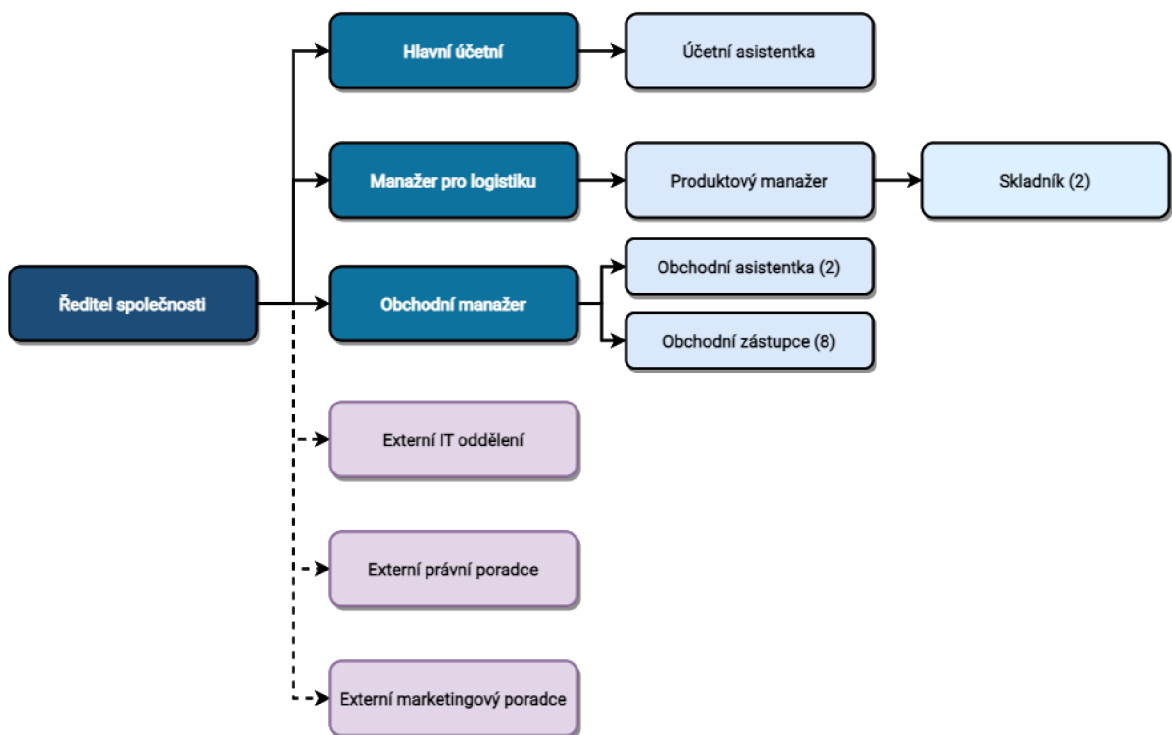 Hlavní účetní
Účetní asistentka
Manažer pro logistiku
Produktový manažer
Skladník (2)
Ředitel společnosti
Obchodní manažer
Obchodní asistentka (2)
Obchodní zástupce (8)
Externí IT oddělení
Externí právní poradce
Externí marketingový poradce